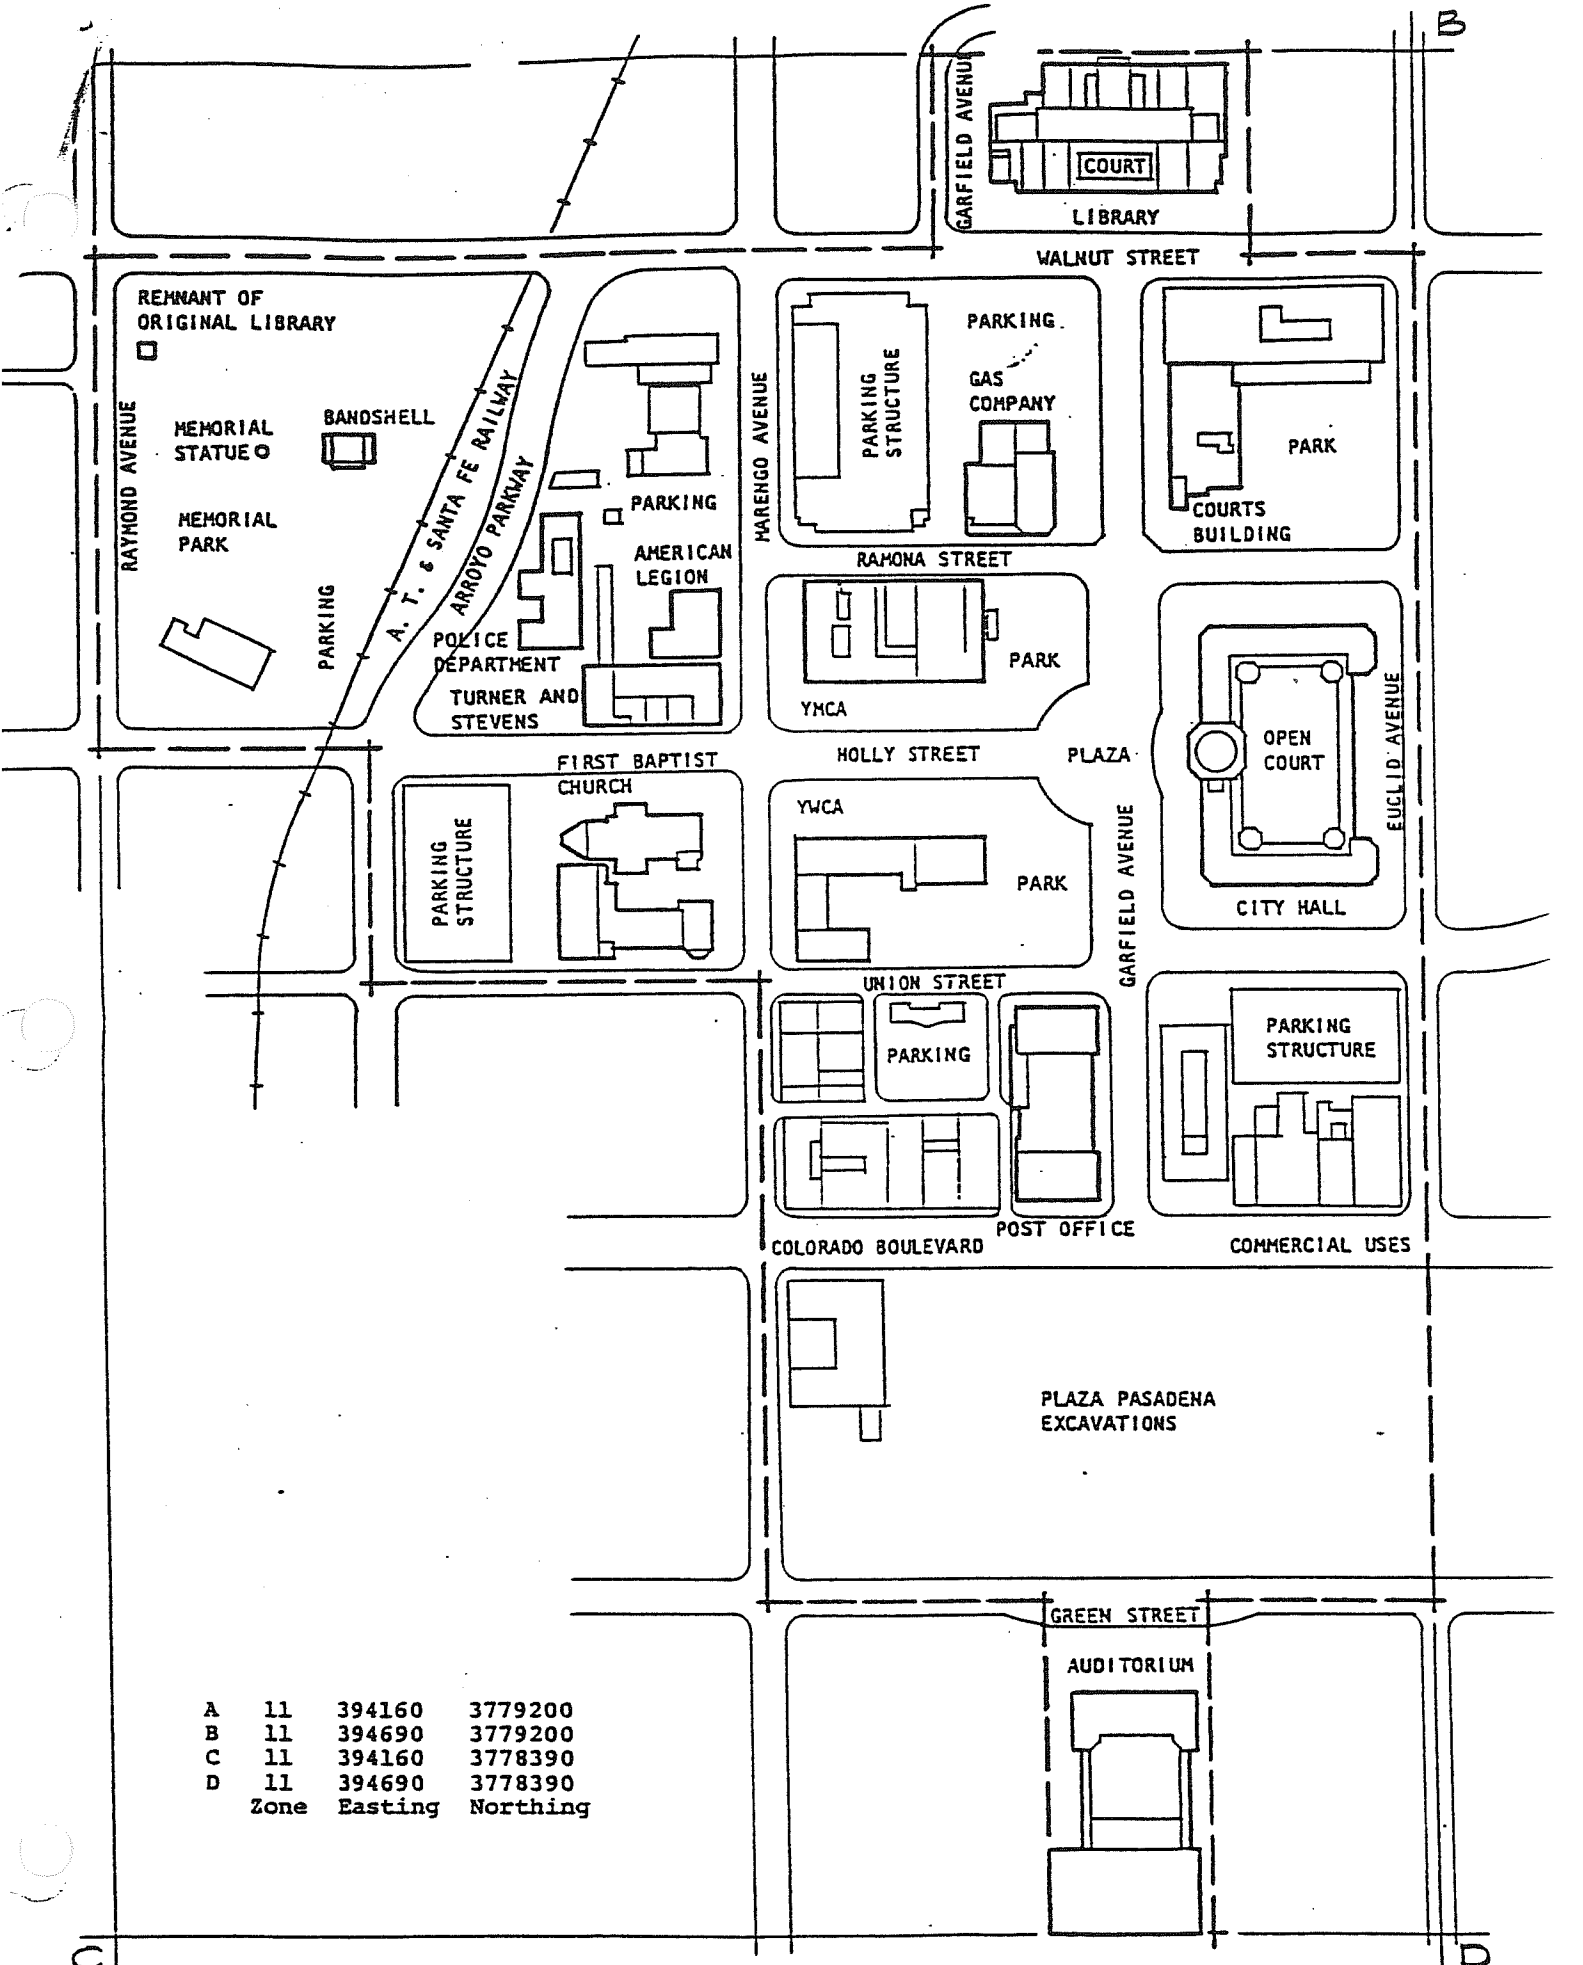 B
GARFIELD AVENUE
COURT
LIBRARY
WALNUT STREET
REMNANT OF
ORIGINAL LIBRARY
PARKING
PARKING
STRUCTURE
GAS
COMPANY
RAYMOND AVENUE
MEMORIAL
STATUE
BANDSHELL
A. T. & SANTA FE RAILWAY
ARROYO PARKWAY
MARENGO AVENUE
PARK
PARKING
MEMORIAL
PARK
COURTS
BUILDING
AMERICAN
LEGION
RAMONA STREET
PARKING
POLICE
DEPARTMENT
PARK
TURNER AND
STEVENS
YMCA
EUCLID AVENUE
OPEN
COURT
FIRST BAPTIST
CHURCH
HOLLY STREET
PLAZA
YWCA
PARKING
STRUCTURE
PARK
GARFIELD AVENUE
CITY HALL
UNION STREET
PARKING
PARKING
STRUCTURE
POST OFFICE
COLORADO BOULEVARD
COMMERCIAL USES
PLAZA PASADENA
EXCAVATIONS
GREEN STREET
AUDITORIUM
A 11 394160 3779200
B 11 394690 3779200
C 11 394160 3778390
D 11 394690 3778390
Zone Easting Northing
C
D